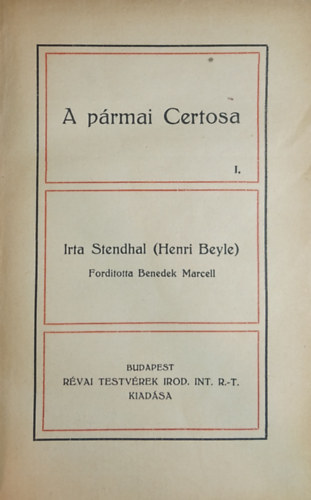 A pármai Certosa
I.
Irta Stendhal (Henri Beyle)
Forditotta Benedek Marcell
BUDAPEST
RÉVAI TESTVÉREK IROD. INT. R.-T.
KIADÁSA